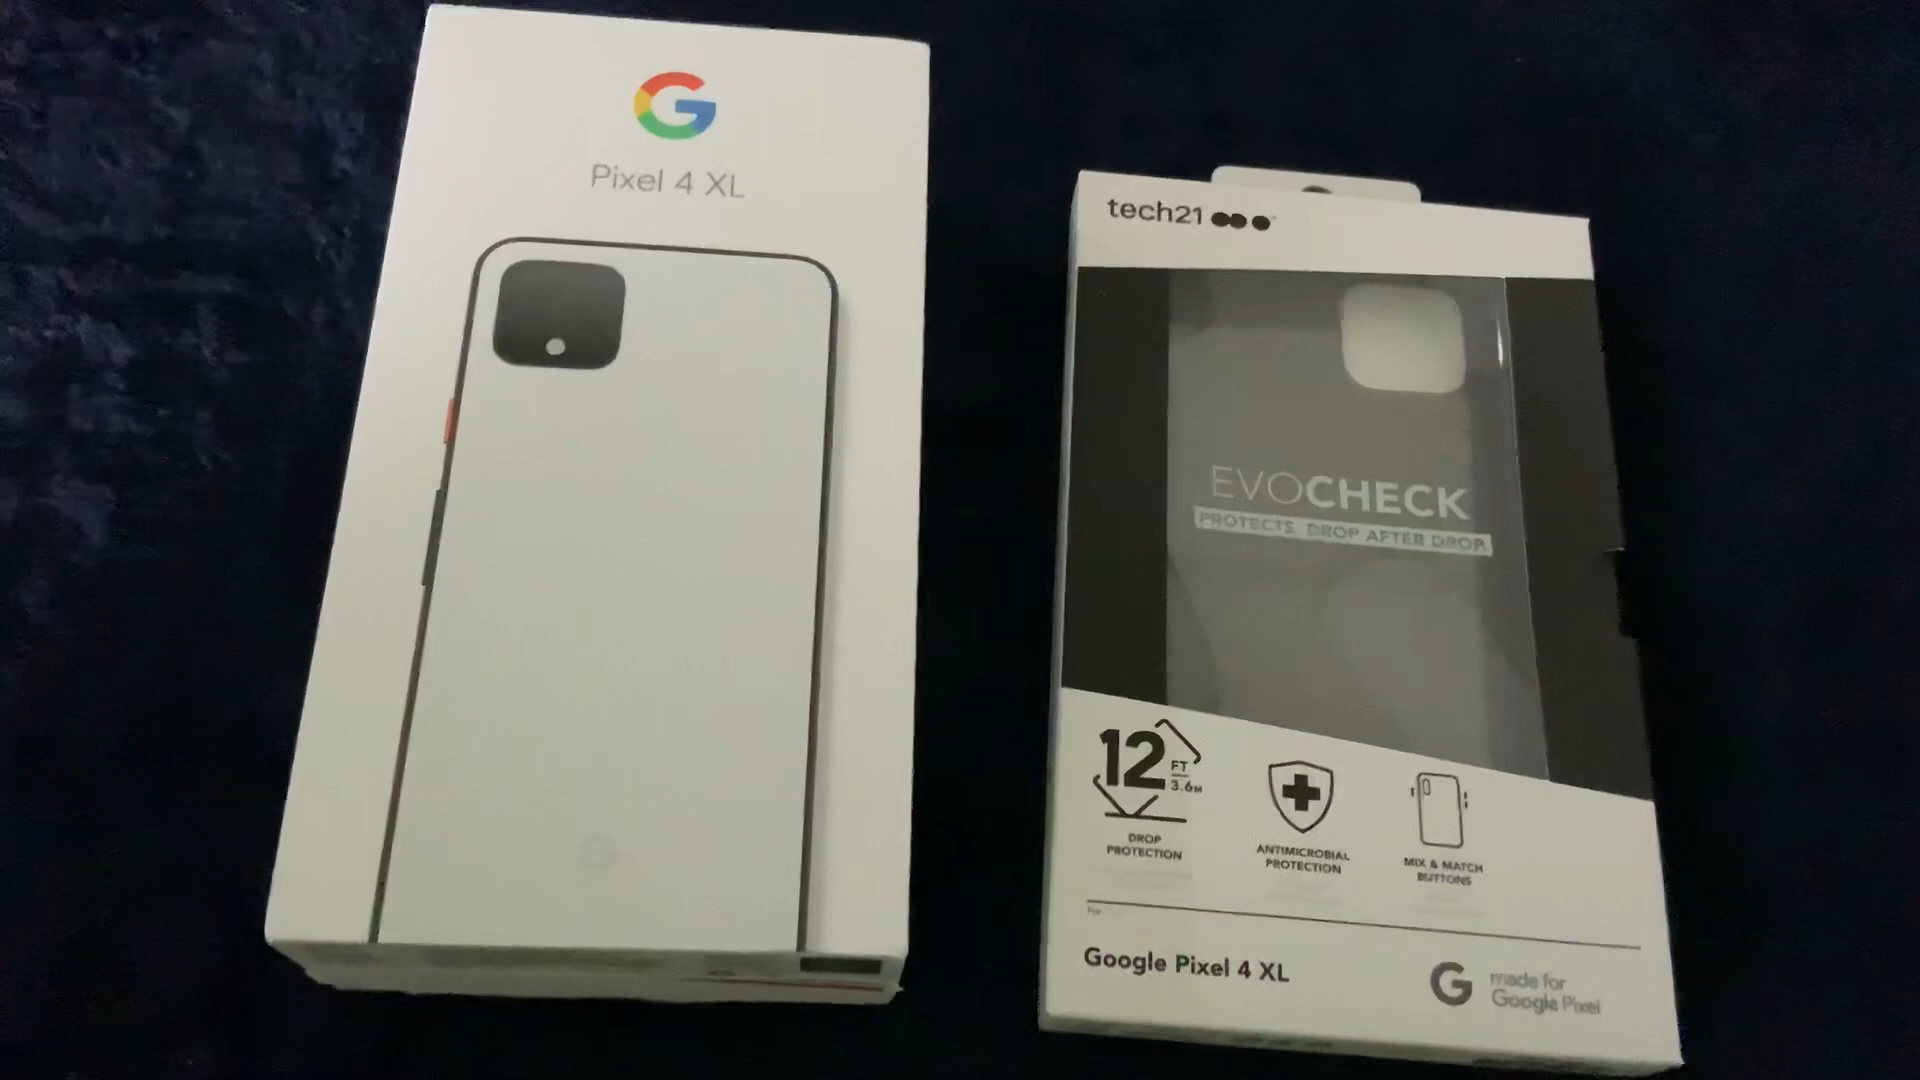 Pixel 4 XL
tech21
EVOCHECK
PROTECTS. DROP AFTER DROP.
12
FT
3.6M
DROP
PROTECTION
ANTIMICROBIAL
PROTECTION
MIX & MATCH
BUTTONS
For
Google Pixel 4 XL
made for
Google Pixel